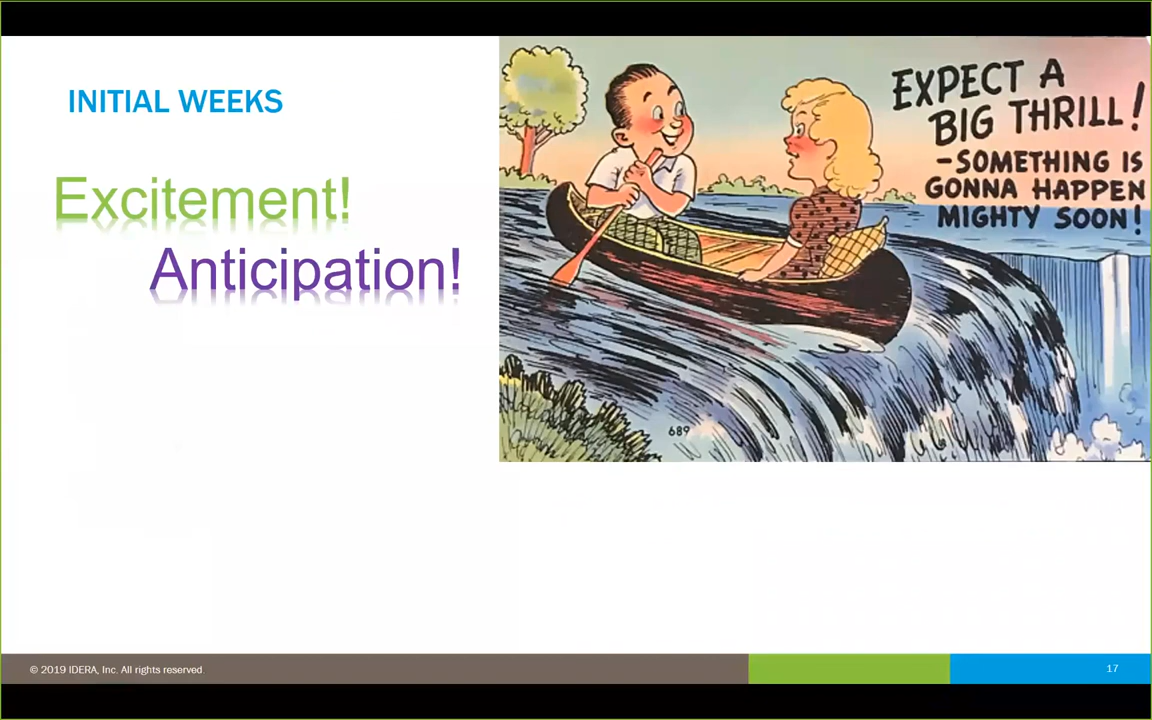 INITIAL WEEKS
Excitement!
Anticipation!
EXPECT A
BIG THRILL!
-SOMETHING IS
GONNA HAPPEN
MIGHTY SOON!
689
© 2019 IDERA, Inc. All rights reserved.
17